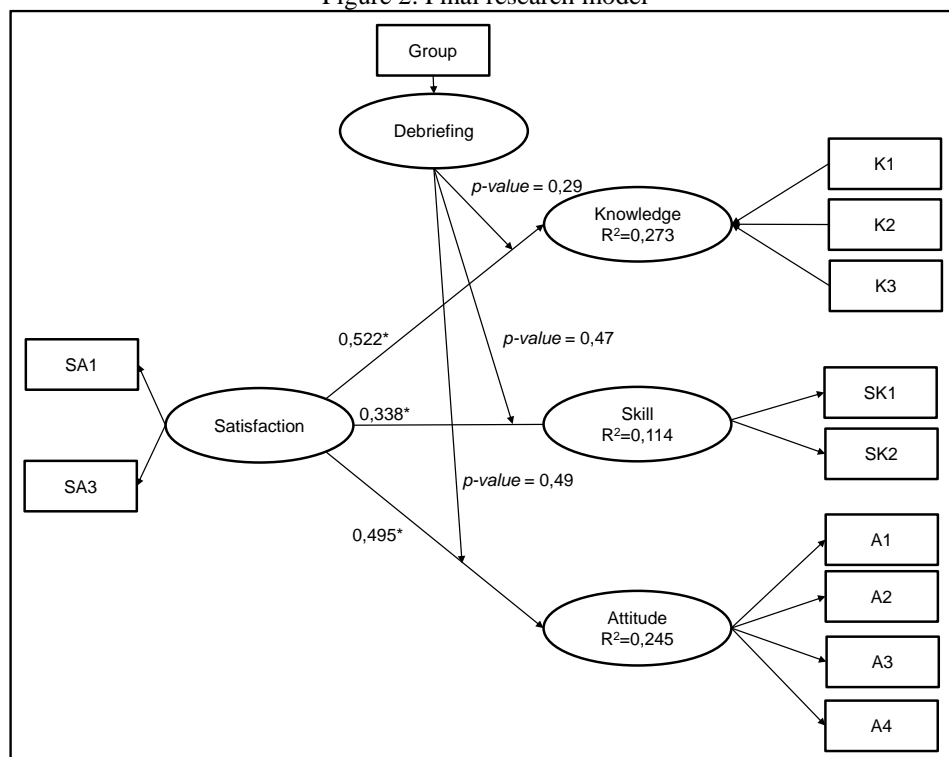 Figure 2. Final research model
Group
Debriefing
p-value = 0,29
K1
Knowledge
R²=0,273
K2
K3
0,522*
p-value = 0,47
SA1
SK1
Satisfaction
0,338*
Skill
R²=0,114
SK2
SA3
p-value = 0,49
0,495*
A1
A2
Attitude
R²=0,245
A3
A4